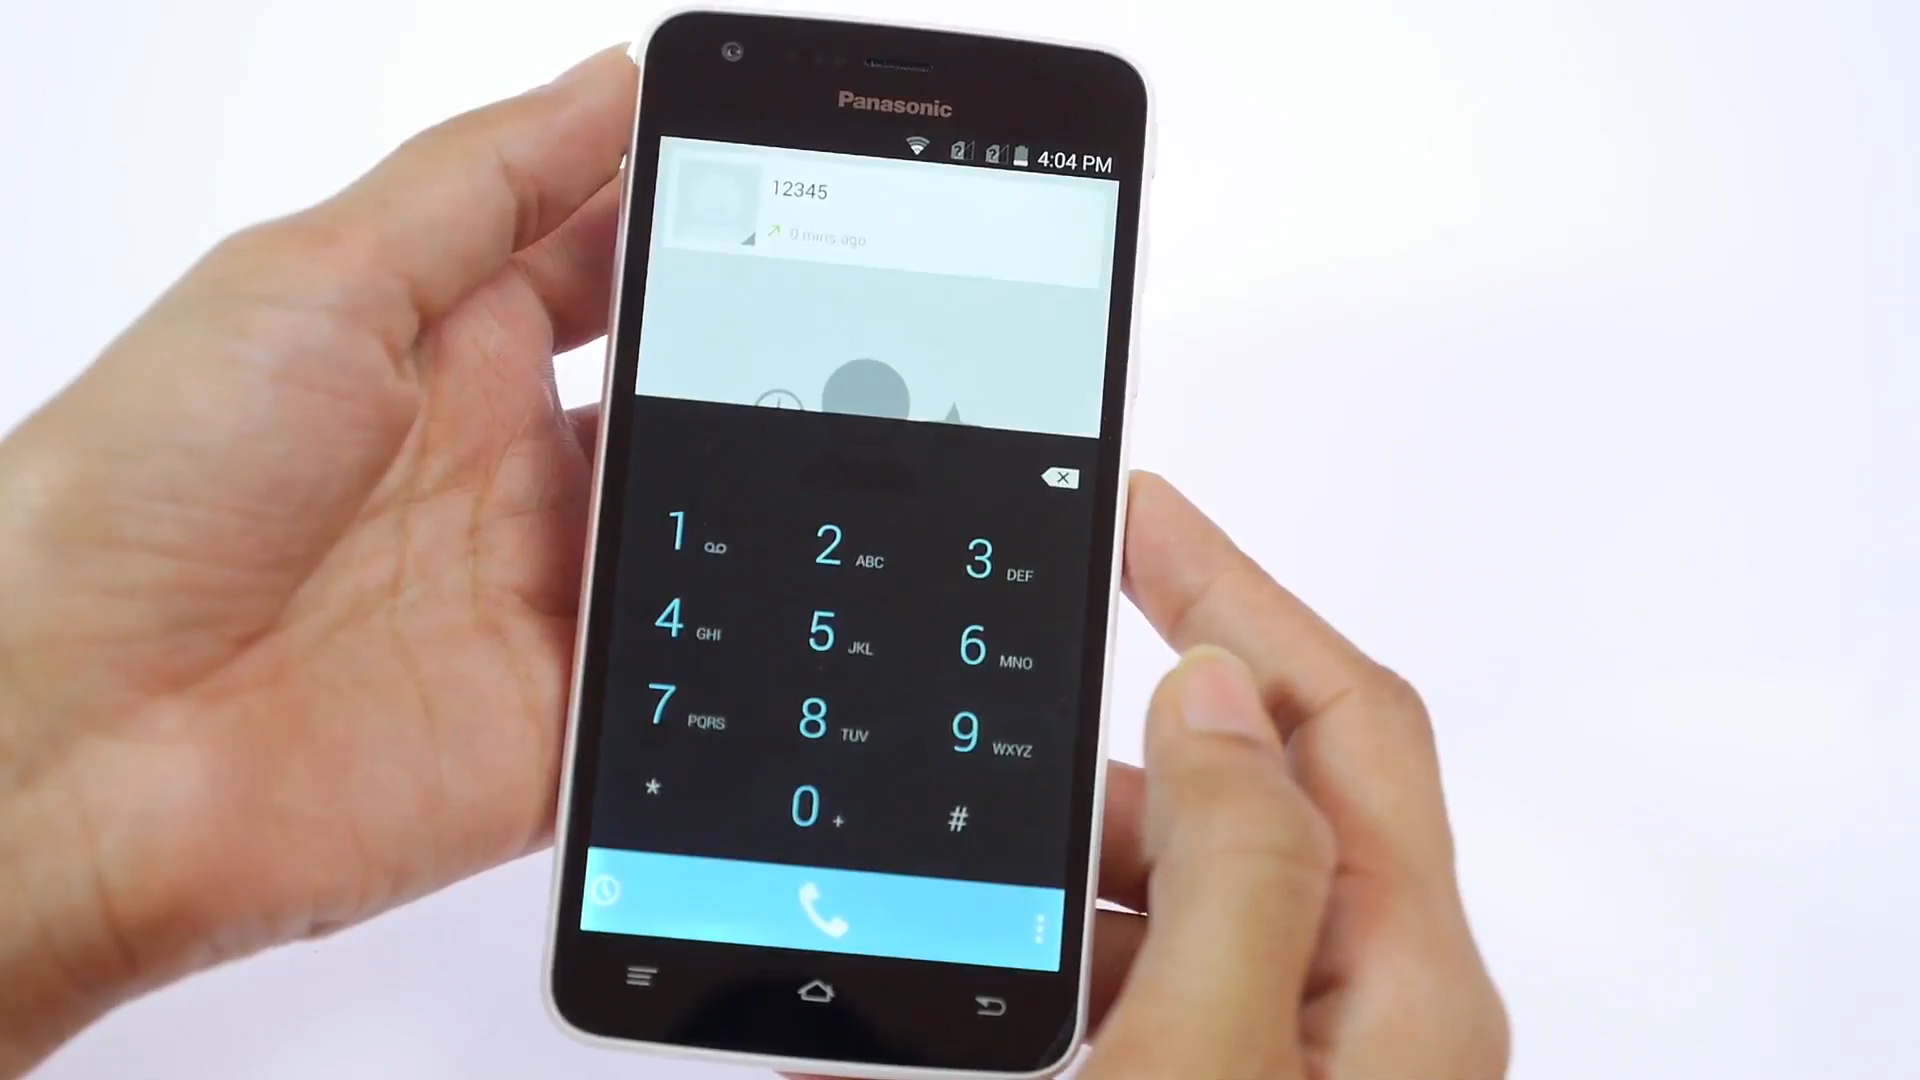 Panasonic
4:04 PM
12345
0 mins ago
1 2 ABC 3 DEF
4 GHI 5 JKL 6 MNO
7 PQRS 8 TUV 9 WXYZ
* 0 + #